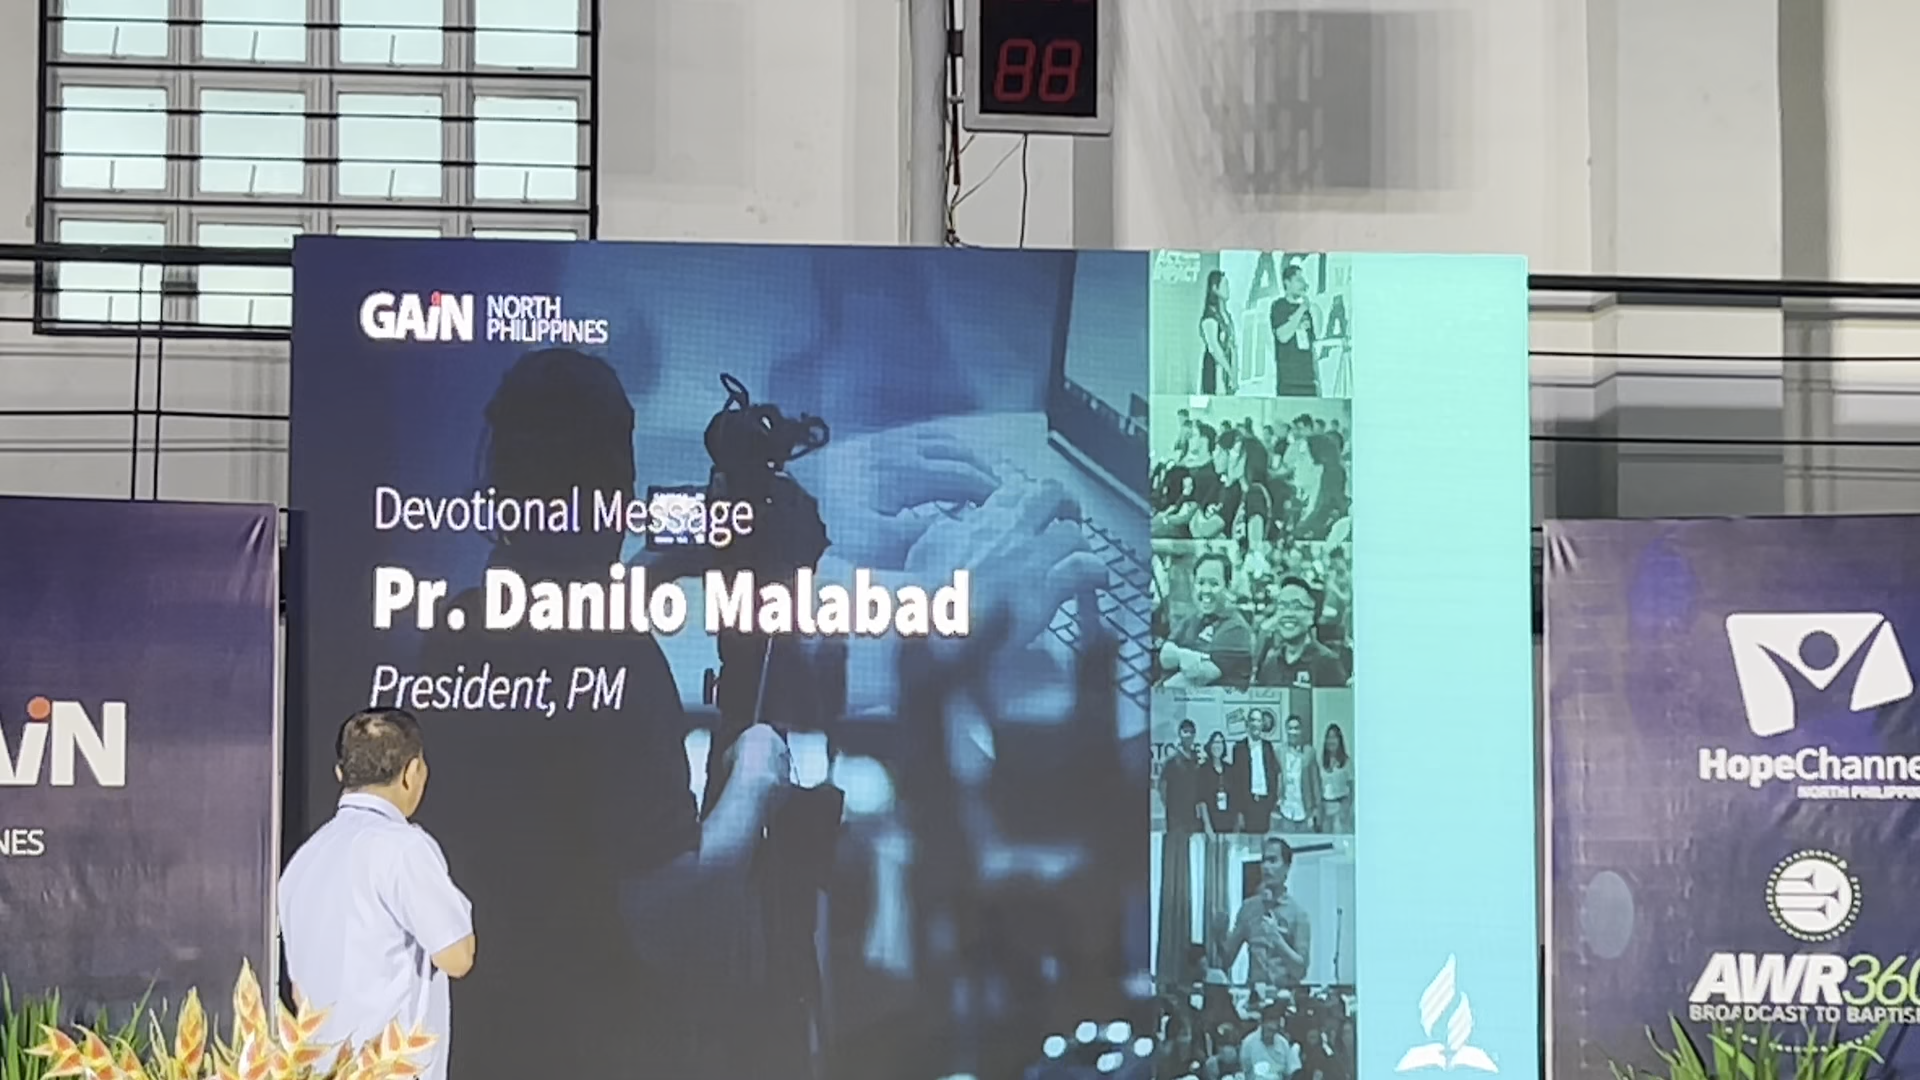 88
GAiN NORTH
PHILIPPINES
Devotional Message
Pr. Danilo Malabad
President, PM
AiN
NES
HopeChanne
NORTH PHILIPPIN
AWR360
BROADCAST TO BAPTIS